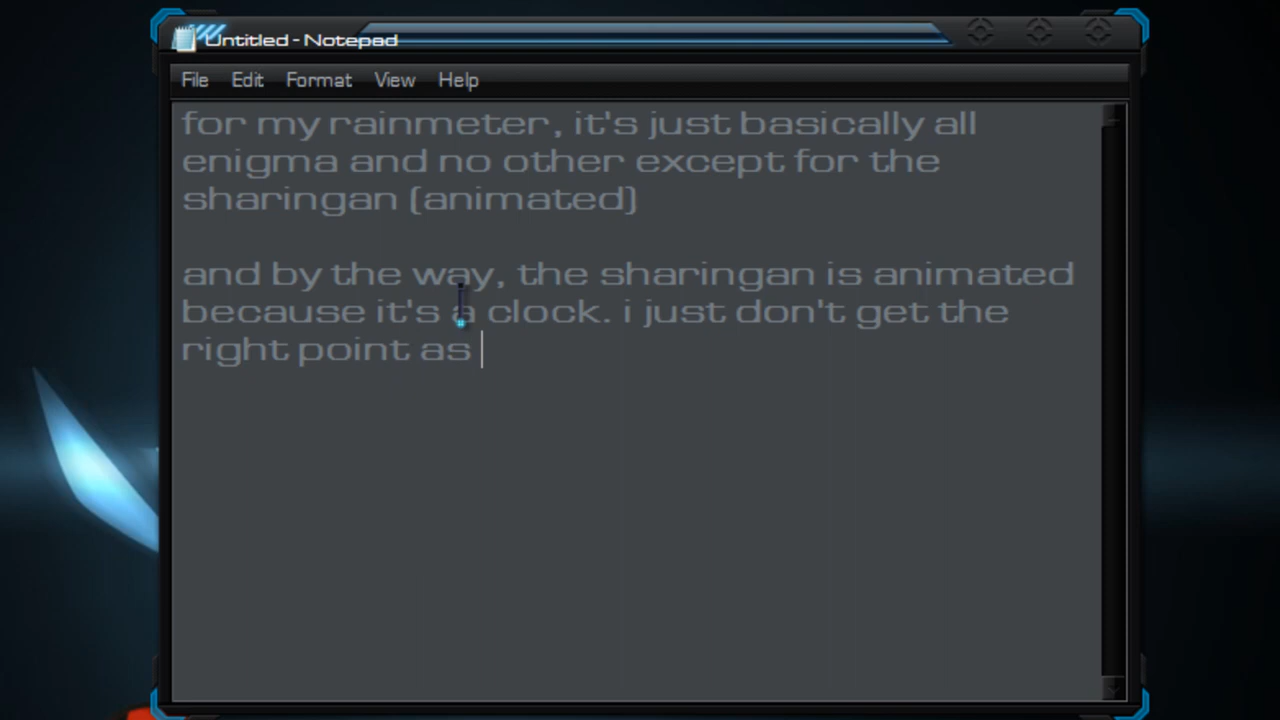 Untitled - Notepad
File Edit Format View Help
for my rainmeter, it's just basically all
enigma and no other except for the
sharingan (animated)
and by the way, the sharingan is animated
because it's a clock. i just don't get the
right point as